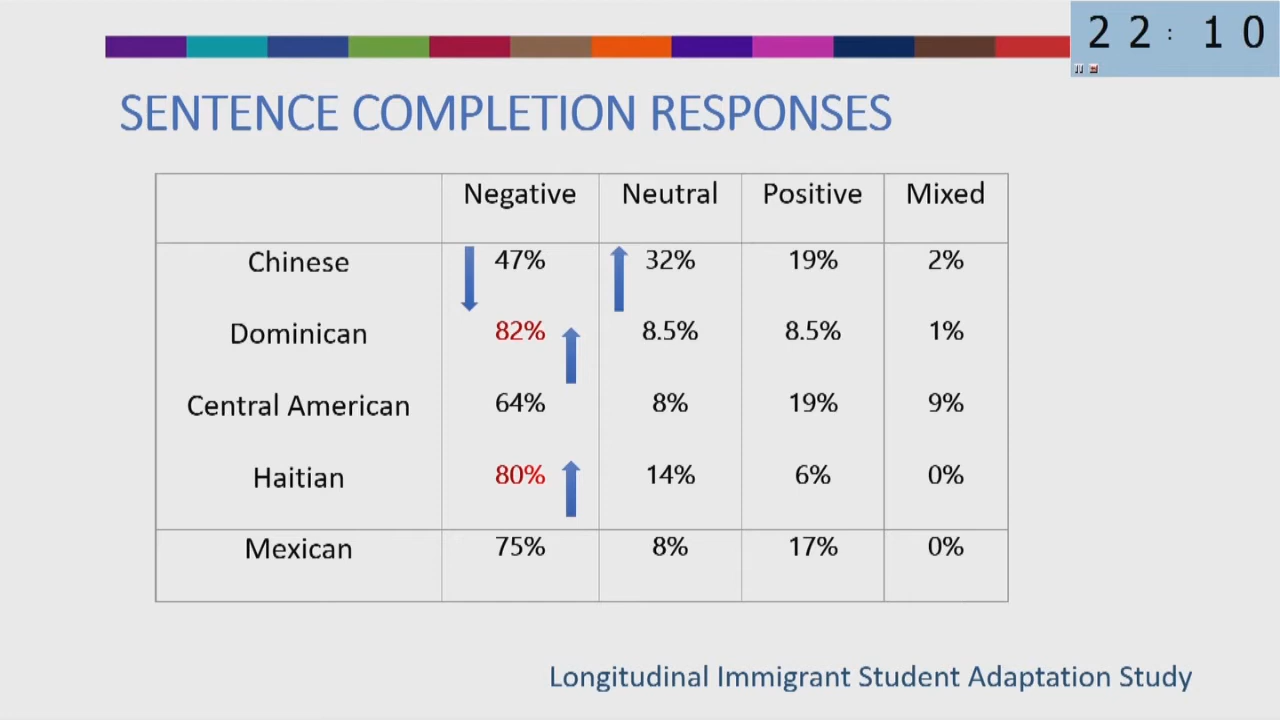 22:10
SENTENCE COMPLETION RESPONSES
Negative Neutral Positive Mixed
Chinese 47% 32% 19% 2%
Dominican 82% 8.5% 8.5% 1%
Central American 64% 8% 19% 9%
Haitian 80% 14% 6% 0%
Mexican 75% 8% 17% 0%
Longitudinal Immigrant Student Adaptation Study